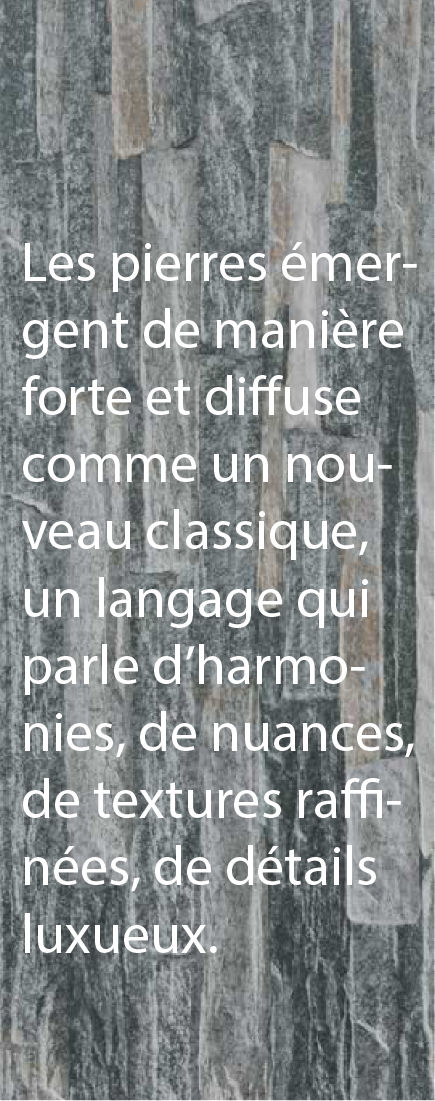 Les pierres émer-
gent de manière
forte et diffuse
comme un nou-
veau classique,
un langage qui
parle d’harmo-
nies, de nuances,
de textures raffi-
nées, de détails
luxueux.